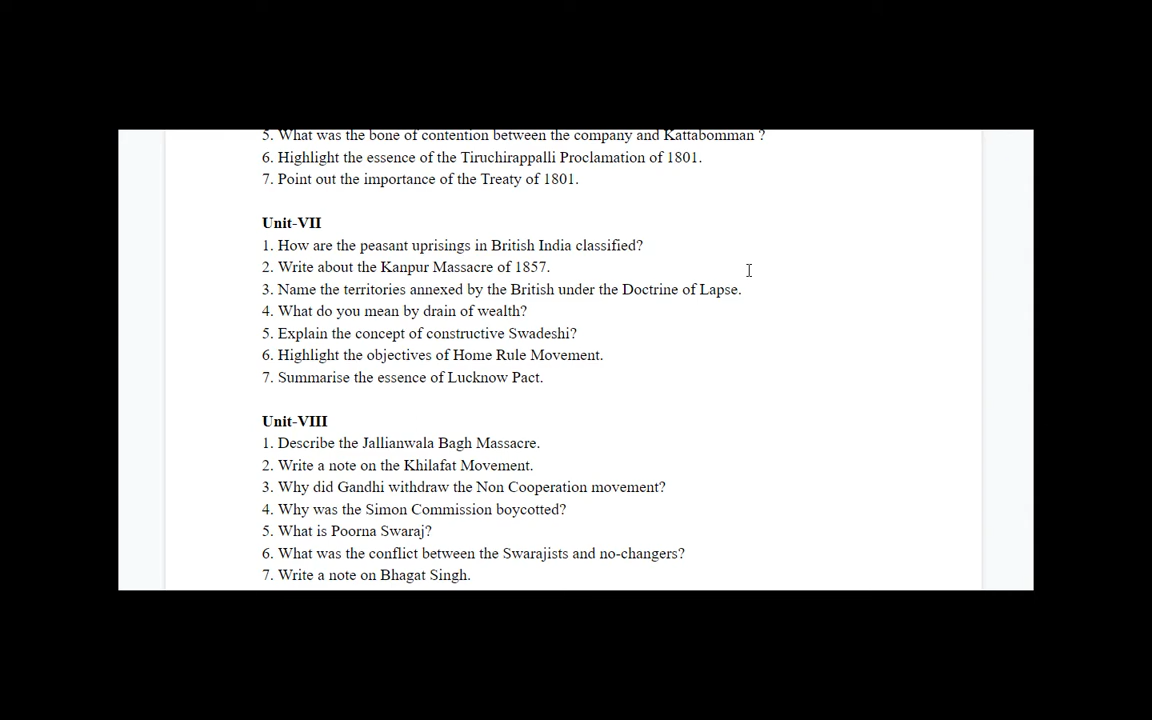 5. What was the bone of contention between the company and Kattabomman ?
6. Highlight the essence of the Tiruchirappalli Proclamation of 1801.
7. Point out the importance of the Treaty of 1801.
Unit-VII
1. How are the peasant uprisings in British India classified?
2. Write about the Kanpur Massacre of 1857.
3. Name the territories annexed by the British under the Doctrine of Lapse.
4. What do you mean by drain of wealth?
5. Explain the concept of constructive Swadeshi?
6. Highlight the objectives of Home Rule Movement.
7. Summarise the essence of Lucknow Pact.
Unit-VIII
1. Describe the Jallianwala Bagh Massacre.
2. Write a note on the Khilafat Movement.
3. Why did Gandhi withdraw the Non Cooperation movement?
4. Why was the Simon Commission boycotted?
5. What is Poorna Swaraj?
6. What was the conflict between the Swarajists and no-changers?
7. Write a note on Bhagat Singh.